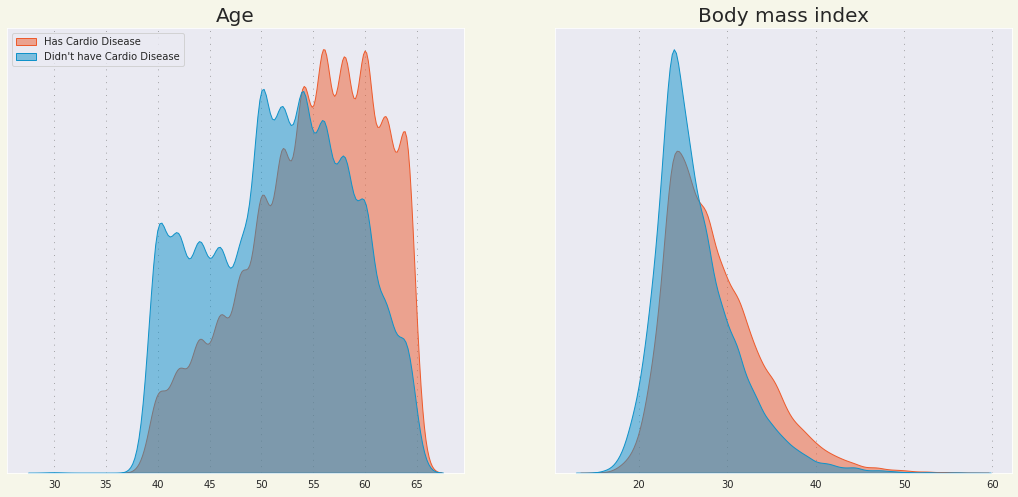 Age
Body mass index
Has Cardio Disease
Didn't have Cardio Disease
30 35 40 45 50 55 60 65
20 30 40 50 60